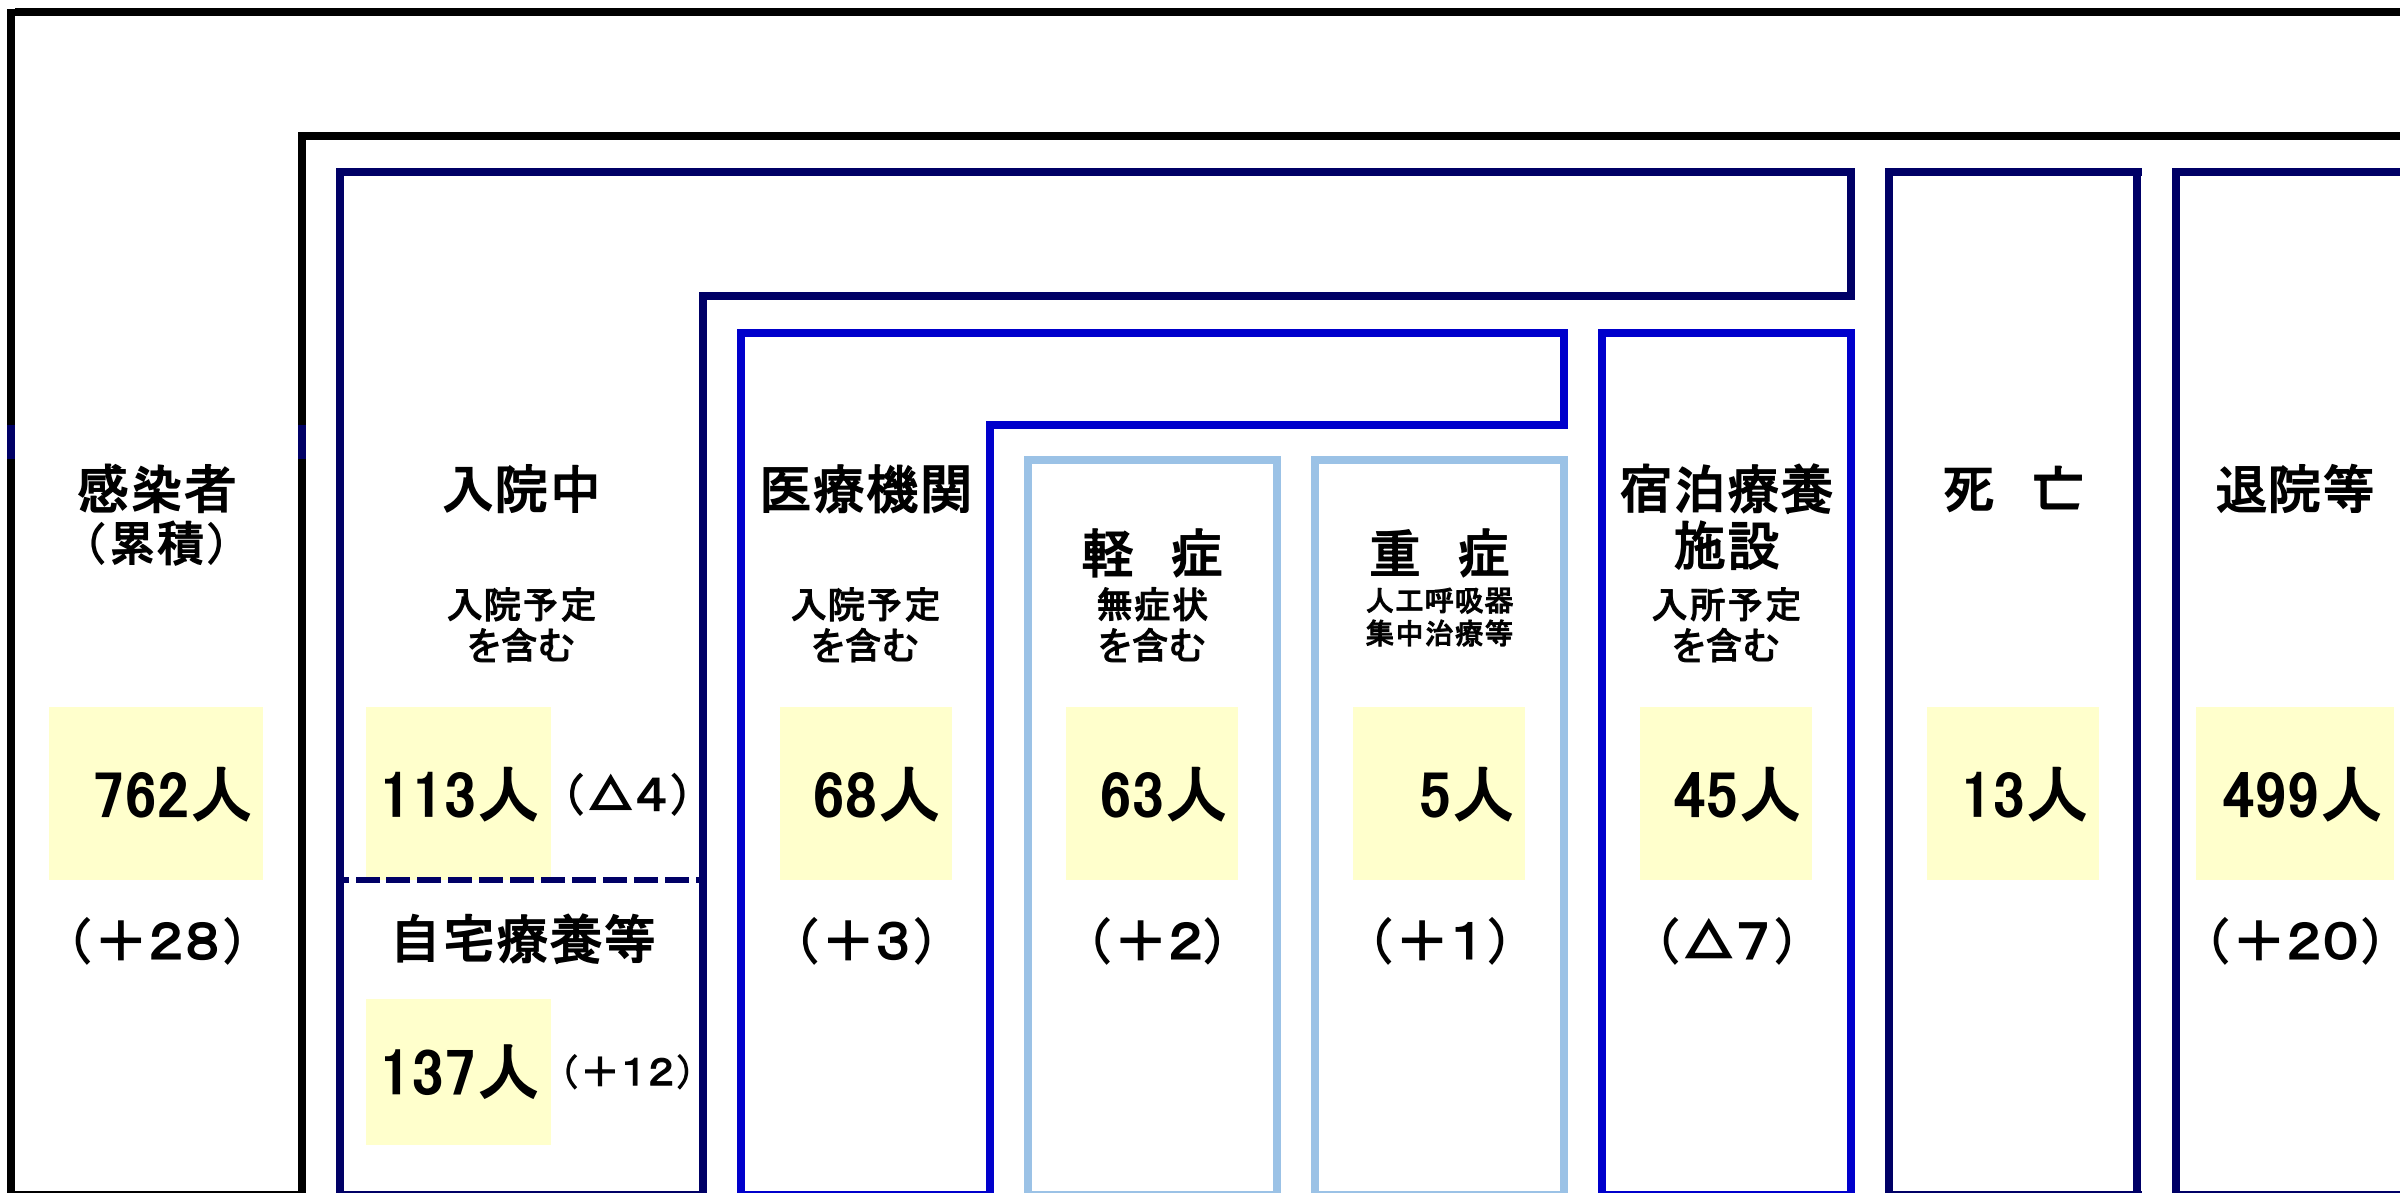 感染者
（累積）
762人
（＋28）
入院中
入院予定
を含む
113人（△4）
自宅療養等
137人（＋12）
医療機関
入院予定
を含む
68人
（＋3）
軽　症
無症状
を含む
63人
（＋2）
重　症
人工呼吸器
集中治療等
5人
（＋1）
宿泊療養
施設
入所予定
を含む
45人
（△7）
死　亡
13人
退院等
499人
（＋20）